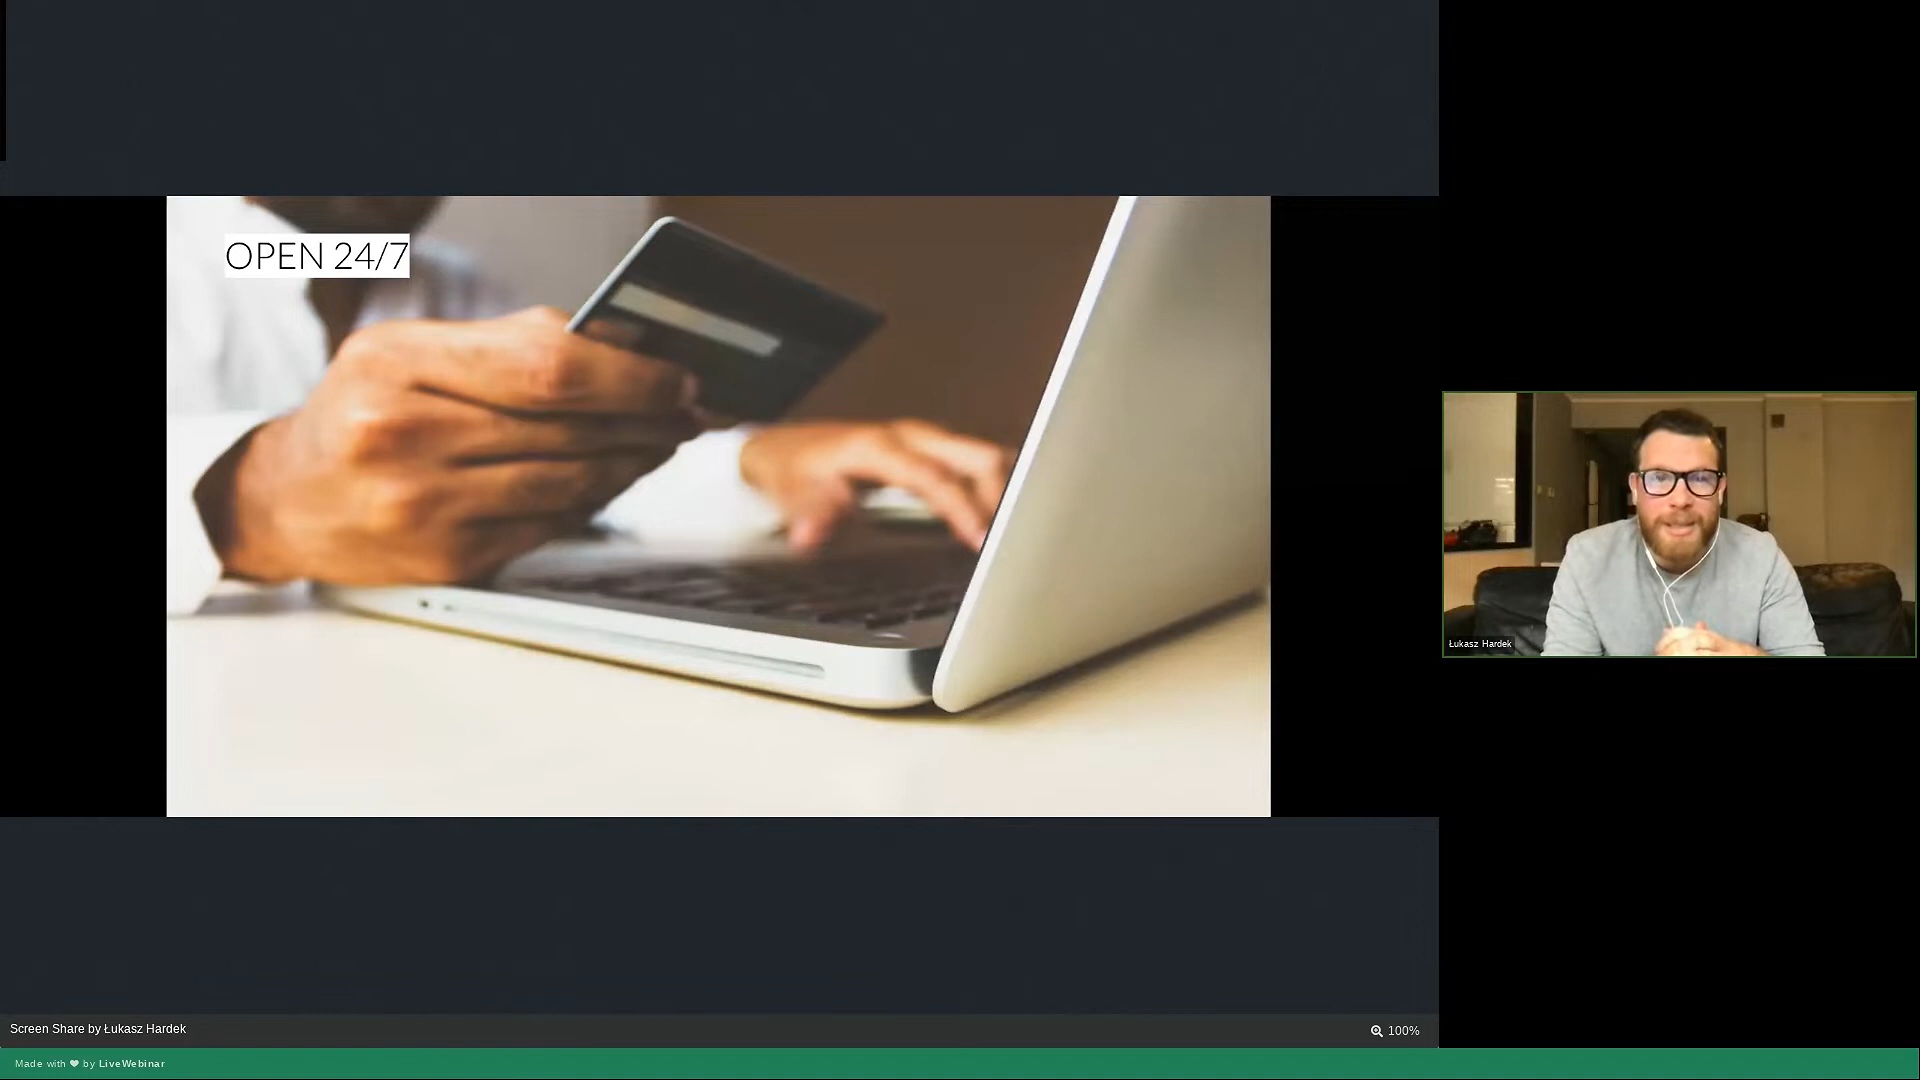 OPEN 24/7
Łukasz Hardek
Screen Share by Łukasz Hardek
100%
Made with ♥ by LiveWebinar